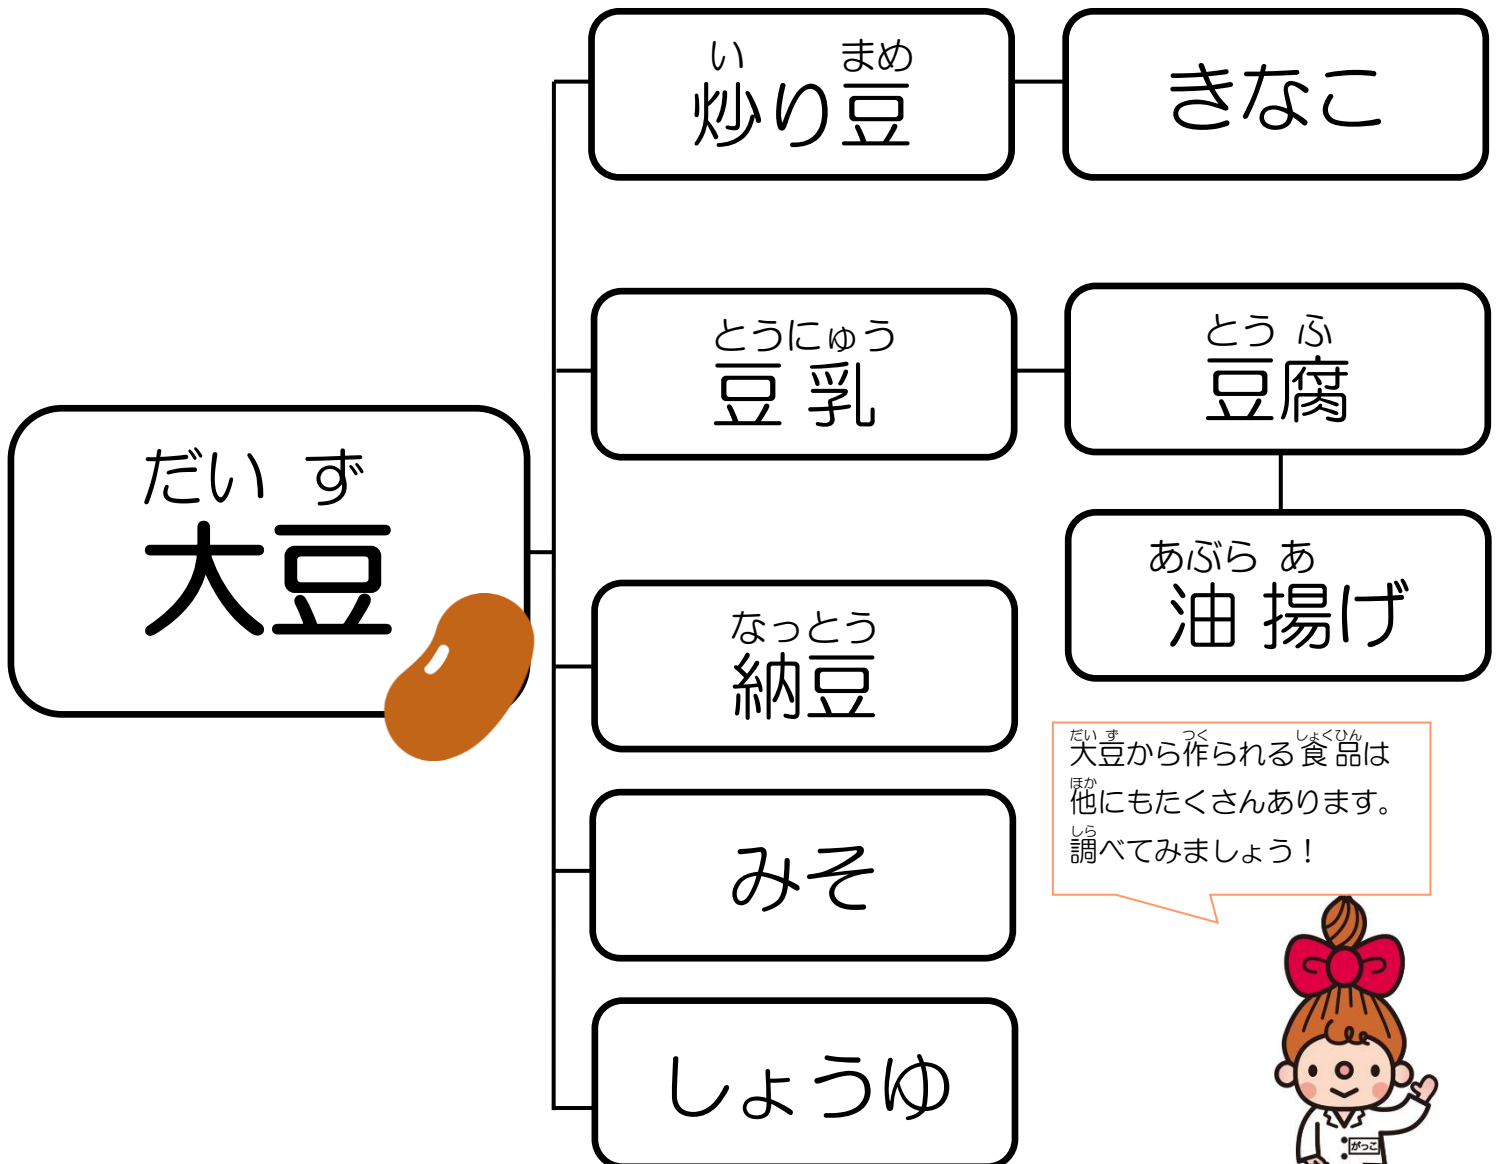 い まめ
炒り豆
きなこ
とうにゅう
豆乳
とう ふ
豆腐
だい ず
大豆
あぶら あ
油揚げ
なっとう
納豆
だい ず つく しょくひん
大豆から作られる食品は
ほか
他にもたくさんあります。
しら
調べてみましょう！
みそ
しょうゆ
がっこ